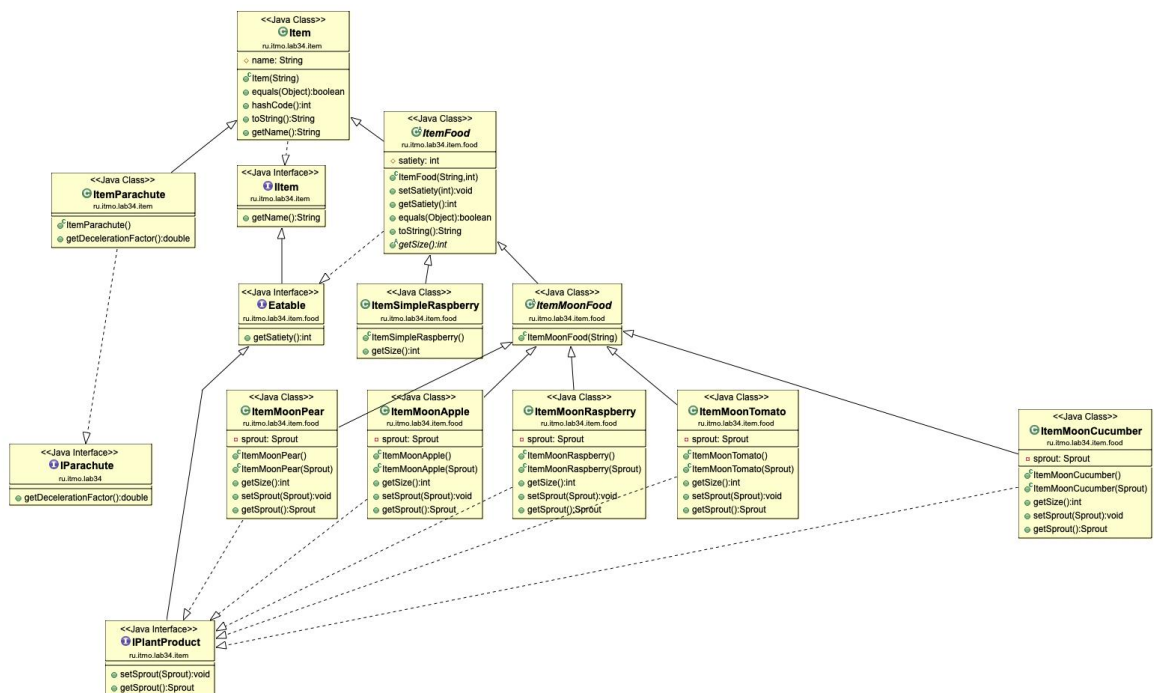 <<Java Class>>
Item
ru.itmo.lab34.item
name: String
Item(String)
equals(Object):boolean
hashCode():int
toString():String
getName():String
<<Java Class>>
ItemFood
ru.itmo.lab34.item.food
satiety: int
ItemFood(String,int)
setSatiety(int):void
getSatiety():int
equals(Object):boolean
toString():String
getSize():int
<<Java Class>>
ItemParachute
ru.itmo.lab34.item
ItemParachute()
getDecelerationFactor():double
<<Java Interface>>
IItem
ru.itmo.lab34.item
getName():String
<<Java Interface>>
Eatable
ru.itmo.lab34.item.food
getSatiety():int
<<Java Class>>
ItemSimpleRaspberry
ru.itmo.lab34.item.food
ItemSimpleRaspberry()
getSize():int
<<Java Class>>
ItemMoonFood
ru.itmo.lab34.item.food
ItemMoonFood(String)
<<Java Class>>
ItemMoonPear
ru.itmo.lab34.item.food
sprout: Sprout
ItemMoonPear()
ItemMoonPear(Sprout)
getSize():int
setSprout(Sprout):void
getSprout():Sprout
<<Java Class>>
ItemMoonApple
ru.itmo.lab34.item.food
sprout: Sprout
ItemMoonApple()
ItemMoonApple(Sprout)
getSize():int
setSprout(Sprout):void
getSprout():Sprout
<<Java Class>>
ItemMoonRaspberry
ru.itmo.lab34.item.food
sprout: Sprout
ItemMoonRaspberry()
ItemMoonRaspberry(Sprout)
getSize():int
setSprout(Sprout):void
getSprout():Sprout
<<Java Class>>
ItemMoonTomato
ru.itmo.lab34.item.food
sprout: Sprout
ItemMoonTomato()
ItemMoonTomato(Sprout)
getSize():int
setSprout(Sprout):void
getSprout():Sprout
<<Java Class>>
ItemMoonCucumber
ru.itmo.lab34.item.food
sprout: Sprout
ItemMoonCucumber()
ItemMoonCucumber(Sprout)
getSize():int
setSprout(Sprout):void
getSprout():Sprout
<<Java Interface>>
IParachute
ru.itmo.lab34
getDecelerationFactor():double
<<Java Interface>>
IPlantProduct
ru.itmo.lab34.item
setSprout(Sprout):void
getSprout():Sprout